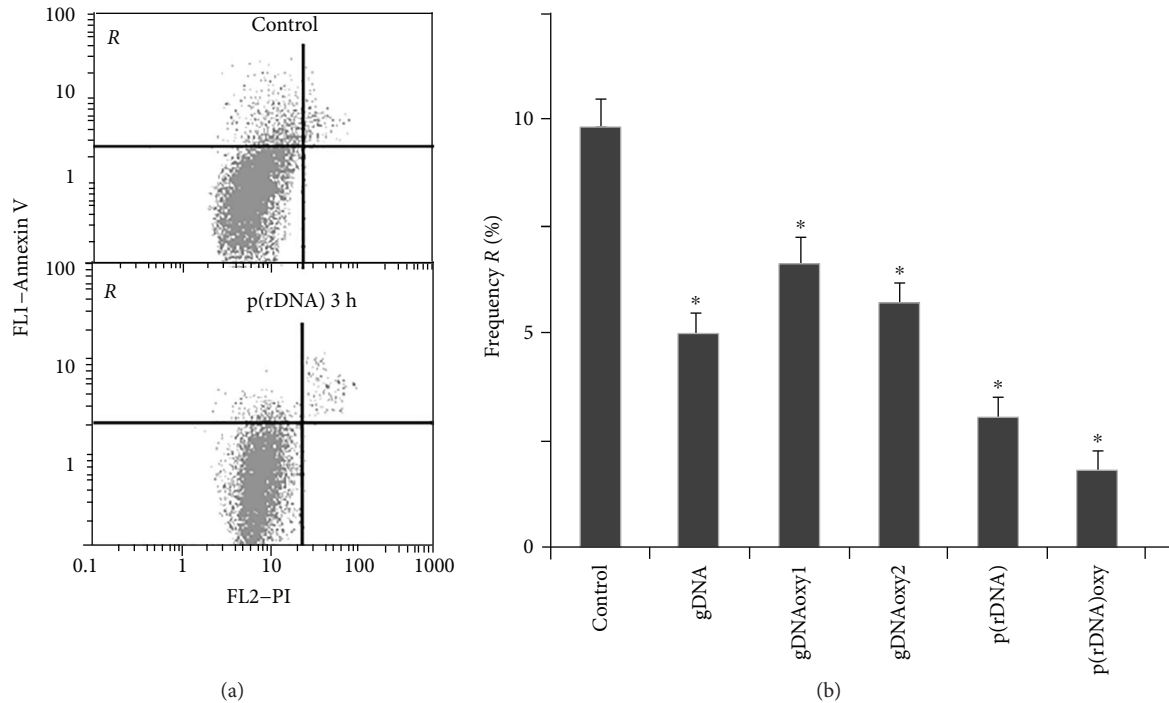 Control
R
100
10
1
p(rDNA) 3 h
R
100
10
1
0.1 1 10 100 1000
FL1−Annexin V
FL2−PI
(a)
Frequency R (%)
10
5
0
* * * * *
Control
gDNA
gDNAoxy1
gDNAoxy2
p(rDNA)
p(rDNA)oxy
(b)